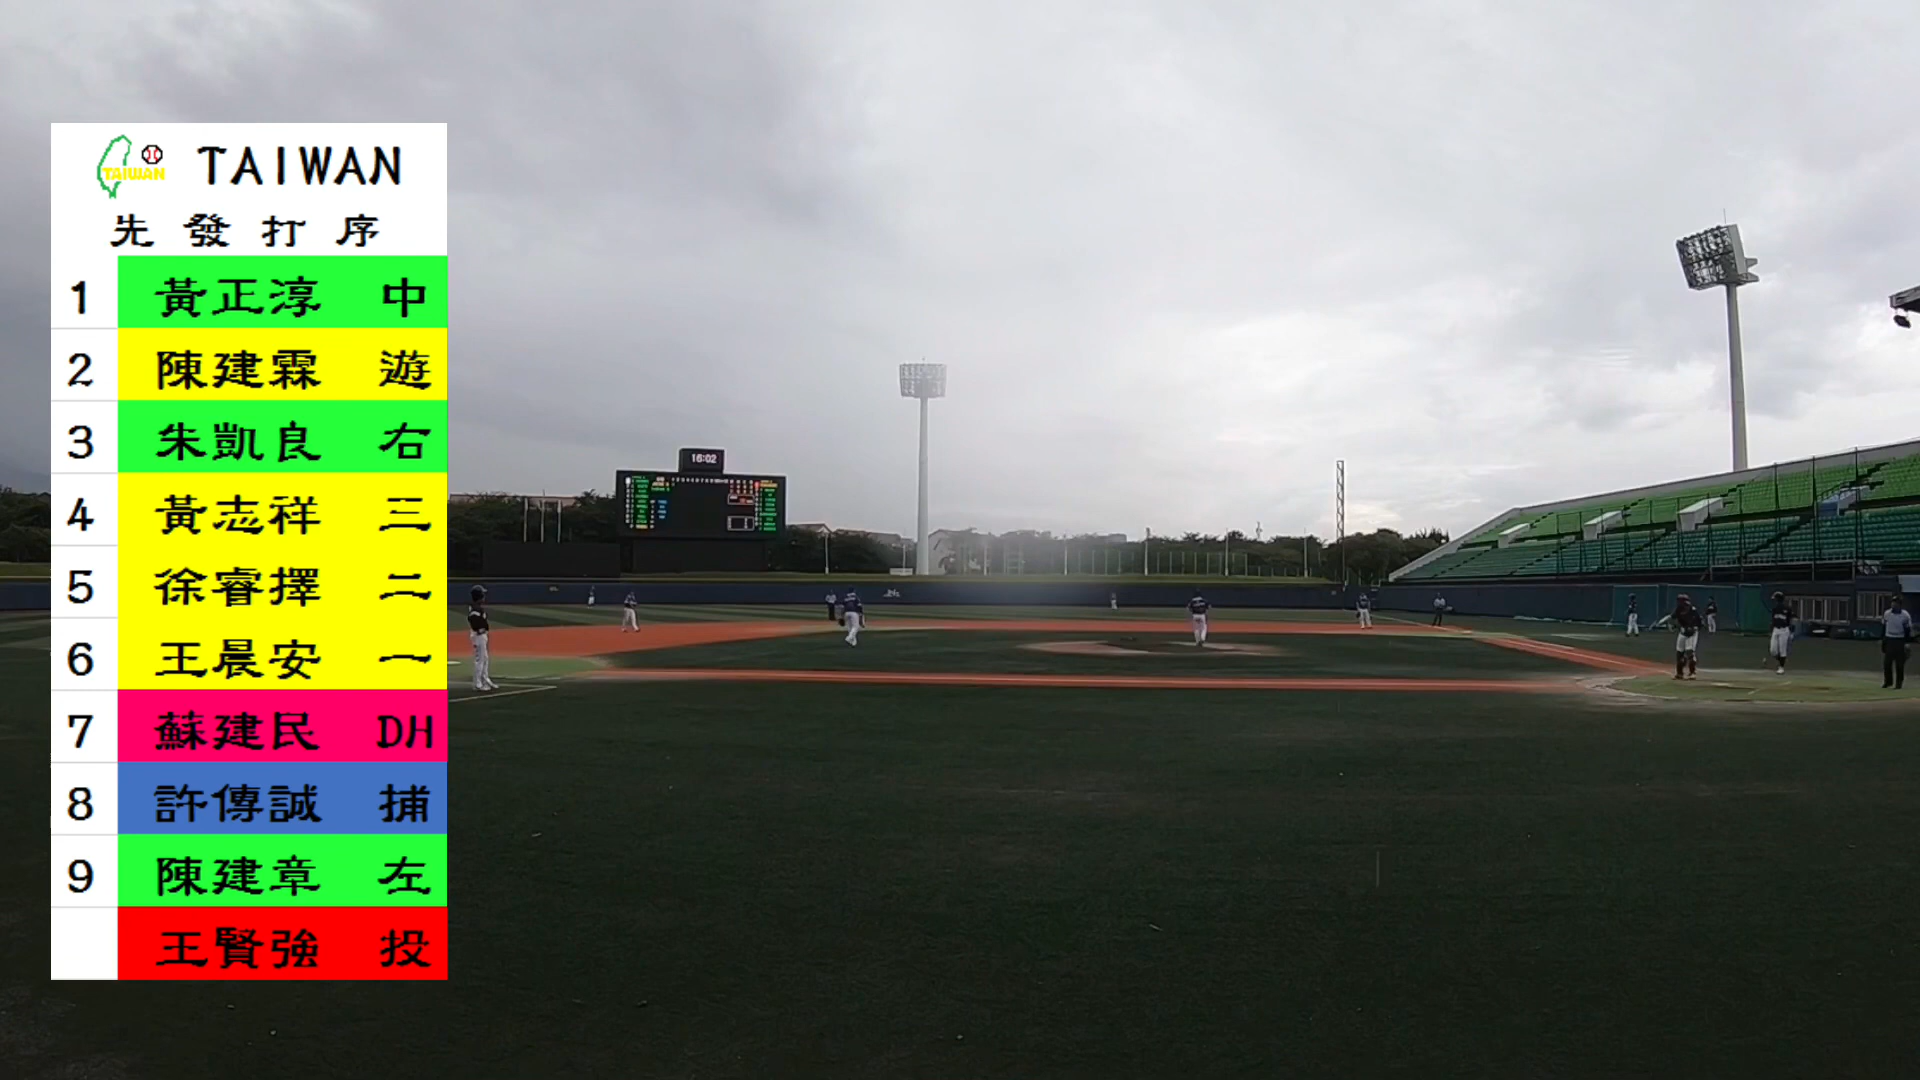 TAIWAN TAIWAN
先發打序
1 黃正淳 中
2 陳建霖 遊
3 朱凱良 右
4 黃志祥 三
5 徐睿擇 二
6 王晨安 一
7 蘇建民 DH
8 許傳誠 捕
9 陳建章 左
王賢強 投
16:02